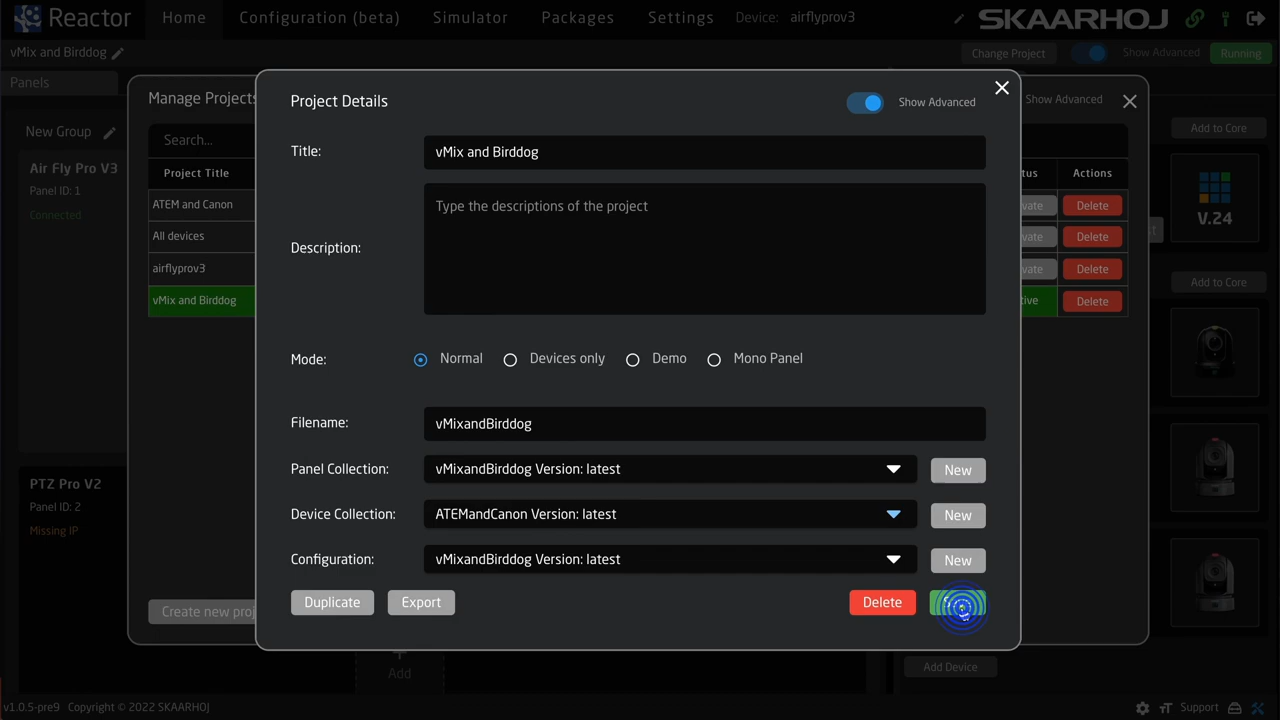 Reactor
Home
Configuration (beta)
Simulator
Packages
Settings
Device: airflyprov3
SKAARHOJ
vMix and Birddog
Change Project
Show Advanced
Running
Panels
New Group
Air Fly Pro V3
Panel ID: 1
Connected
PTZ Pro V2
Panel ID: 2
Missing IP
Manage Projects
Show Advanced
Search...
Project Title
Actions
ATEM and Canon
Delete
All devices
Delete
airflyprov3
Delete
vMix and Birddog
Delete
Project Details
Show Advanced
Title:
vMix and Birddog
Description:
Type the descriptions of the project
Mode:
Normal
Devices only
Demo
Mono Panel
Filename:
vMixandBirddog
Panel Collection:
vMixandBirddog Version: latest
New
Device Collection:
ATEMandCanon Version: latest
New
Configuration:
vMixandBirddog Version: latest
New
Duplicate
Export
Delete
Create new proj
Add to Core
V.24
Add to Core
Add
Add Device
v1.0.5-pre9 Copyright © 2022 SKAARHOJ
Support